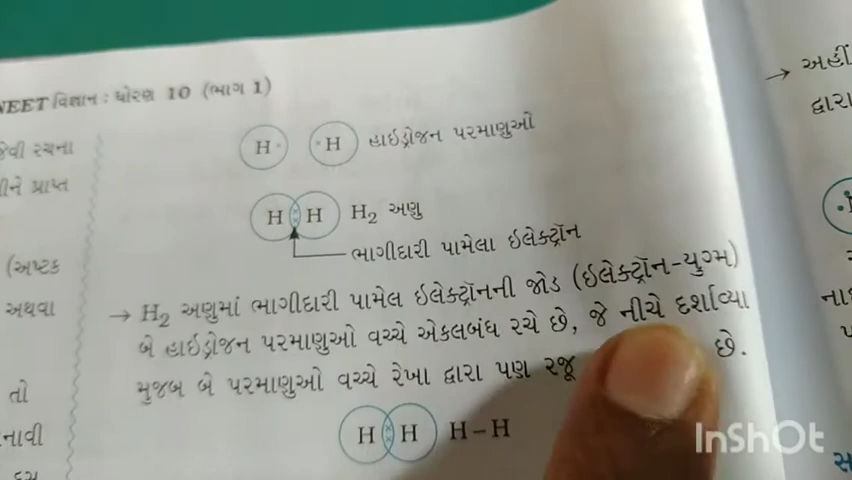 NEET વિજ્ઞાન : ધોરણ 10 (ભાગ 1)
જેવી રચના
પ્રાપ્ત
(અષ્ટક
અથવા
તો
H· ·H હાઇડ્રોજન પરમાણુઓ
H H H₂ અણુ
ભાગીદારી પામેલા ઇલેક્ટ્રૉન
→ H₂ અણુમાં ભાગીદારી પામેલ ઇલેક્ટ્રૉનની જોડ (ઇલેક્ટ્રૉન-યુગ્મ)
બે હાઇડ્રોજન પરમાણુઓ વચ્ચે એકલબંધ રચે છે, જે નીચે દર્શાવ્યા
મુજબ બે પરમાણુઓ વચ્ચે રેખા દ્વારા પણ રજૂ છે.
H H H-H
→ અહીં
દ્વારા
InShOt